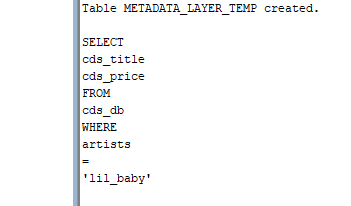 Table METADATA_LAYER_TEMP created.
SELECT
cds_title
cds_price
FROM
cds_db
WHERE
artists
=
'lil_baby'